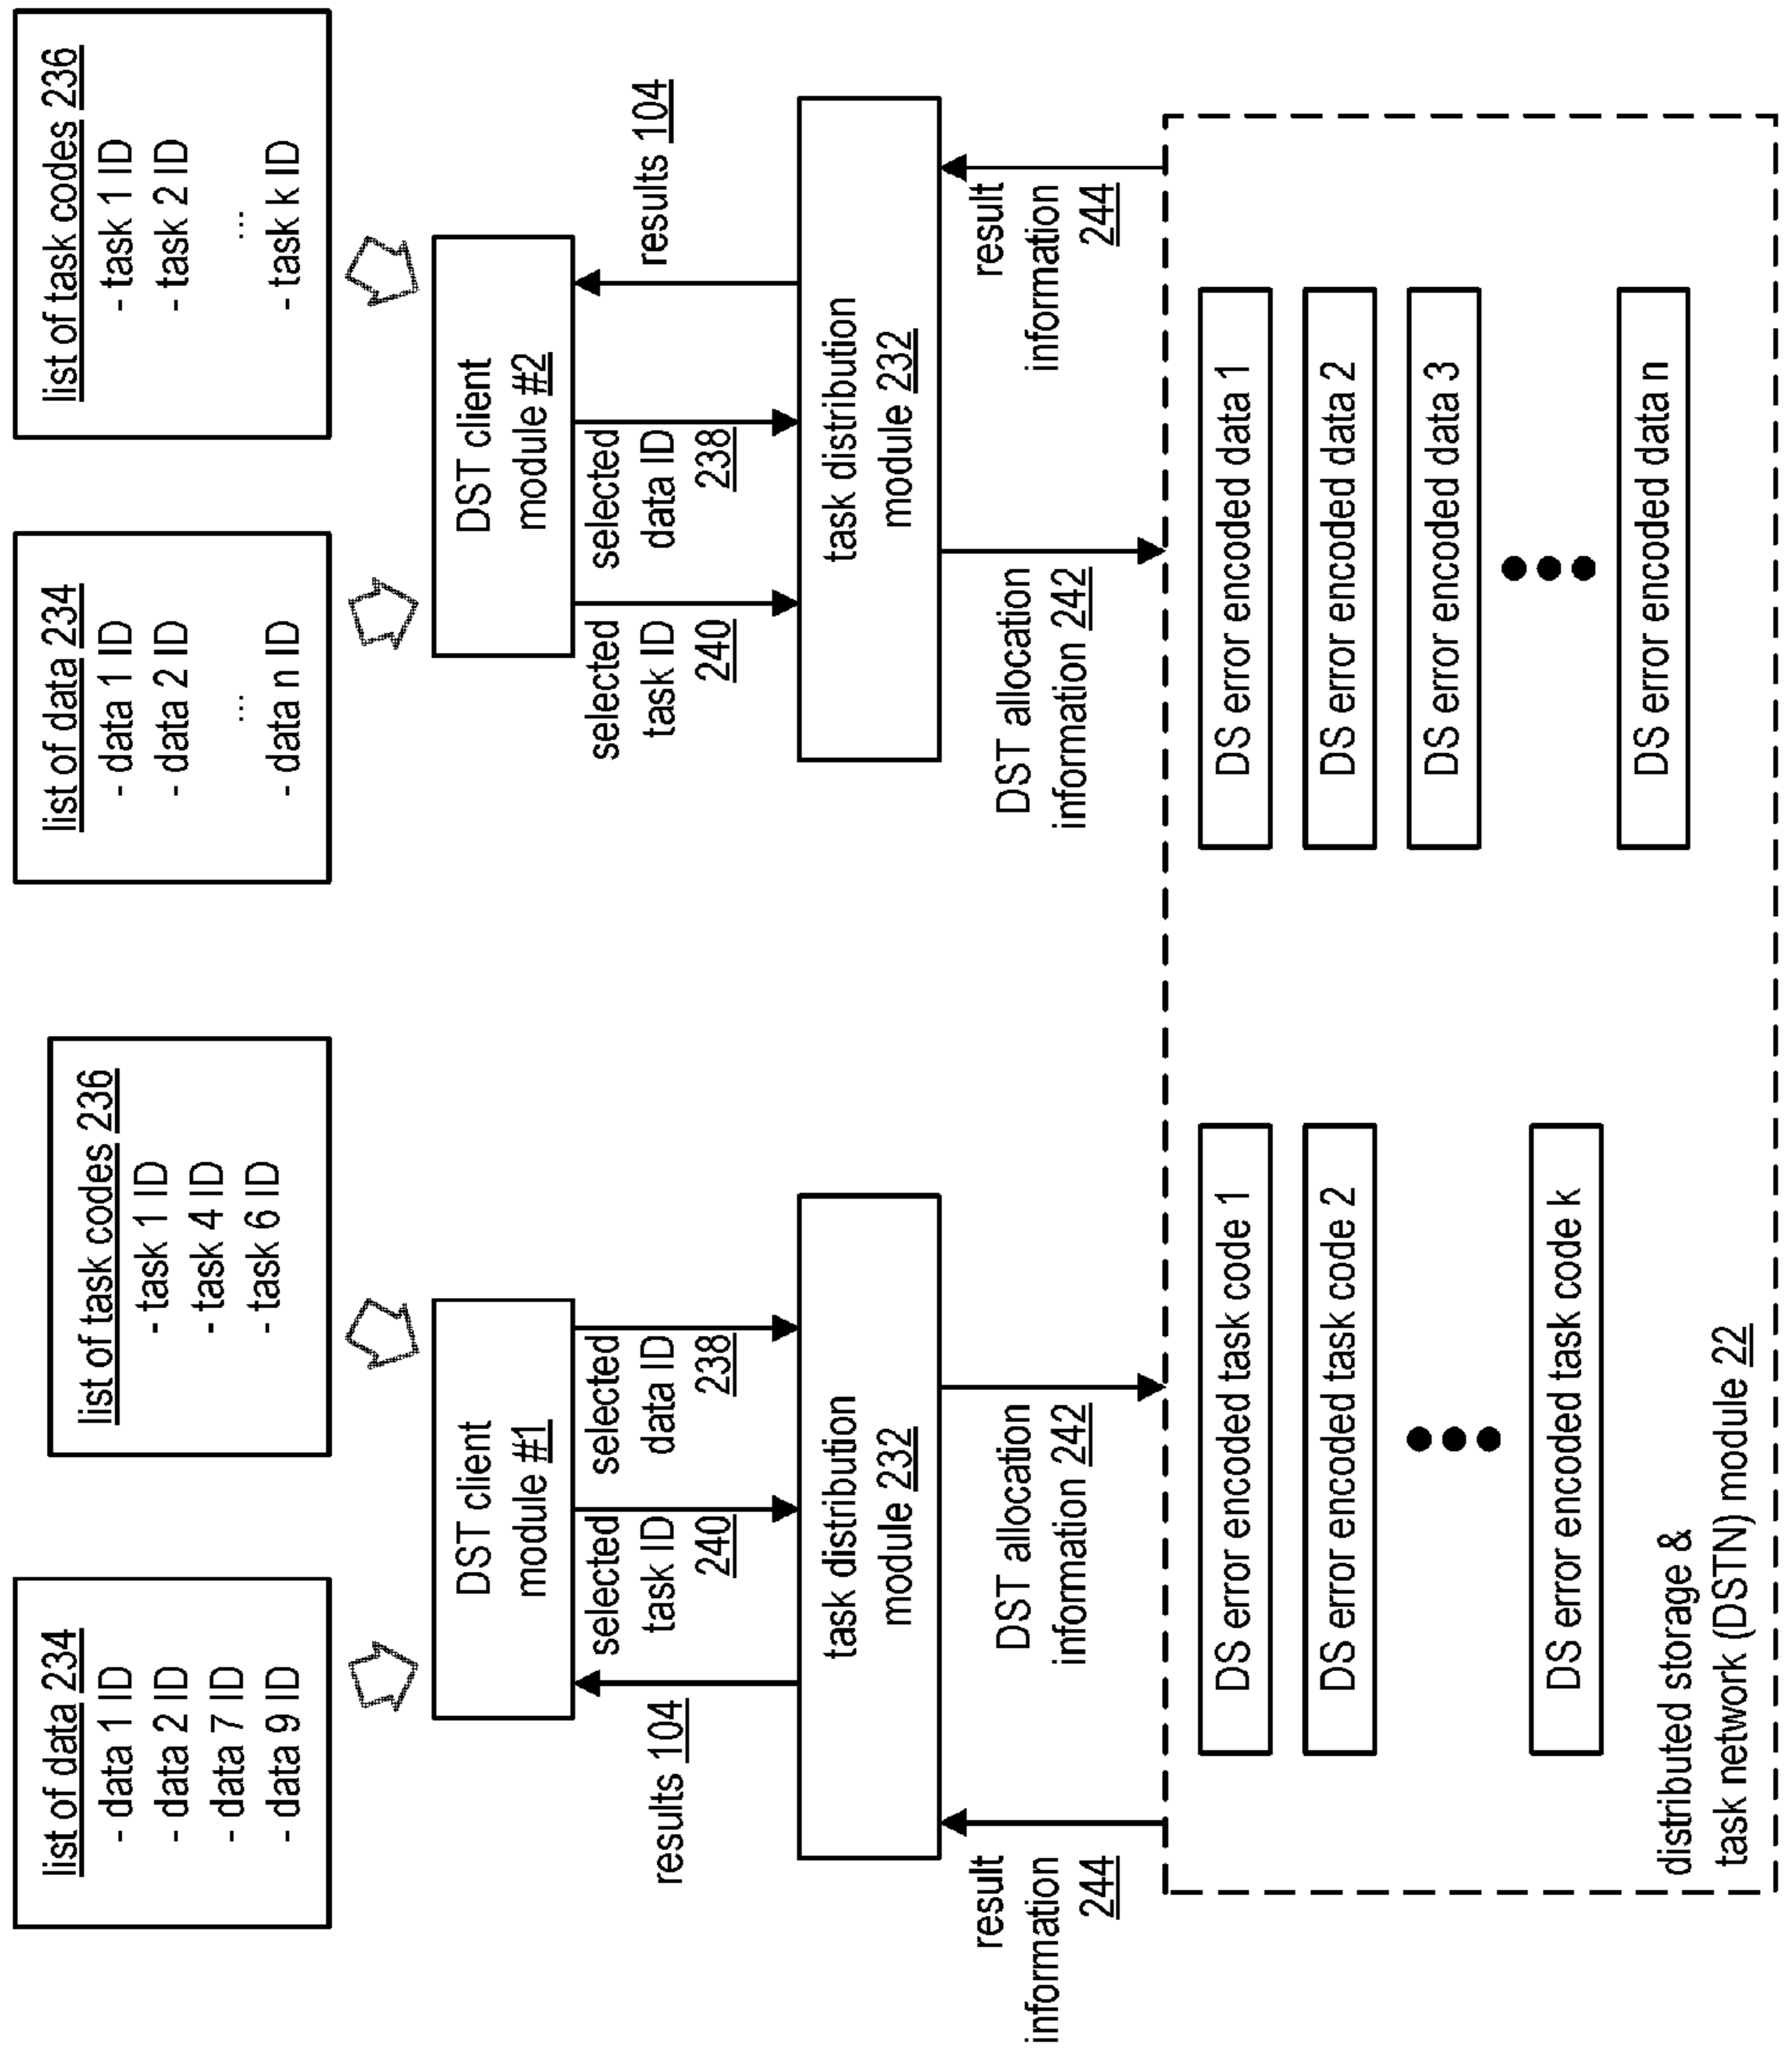 list of data 234
- data 1 ID
- data 2 ID
- data 7 ID
- data 9 ID
list of task codes 236
- task 1 ID
- task 4 ID
- task 6 ID
list of data 234
- data 1 ID
- data 2 ID
...
- data n ID
list of task codes 236
- task 1 ID
- task 2 ID
...
- task k ID
DST client
module #1
DST client
module #2
results 104
selected
task ID
240
selected
data ID
238
selected
task ID
240
selected
data ID
238
results 104
task distribution
module 232
task distribution
module 232
result
information
244
DST allocation
information 242
DST allocation
information 242
result
information
244
DS error encoded task code 1
DS error encoded task code 2
DS error encoded task code k
DS error encoded data 1
DS error encoded data 2
DS error encoded data 3
DS error encoded data n
distributed storage &
task network (DSTN) module 22